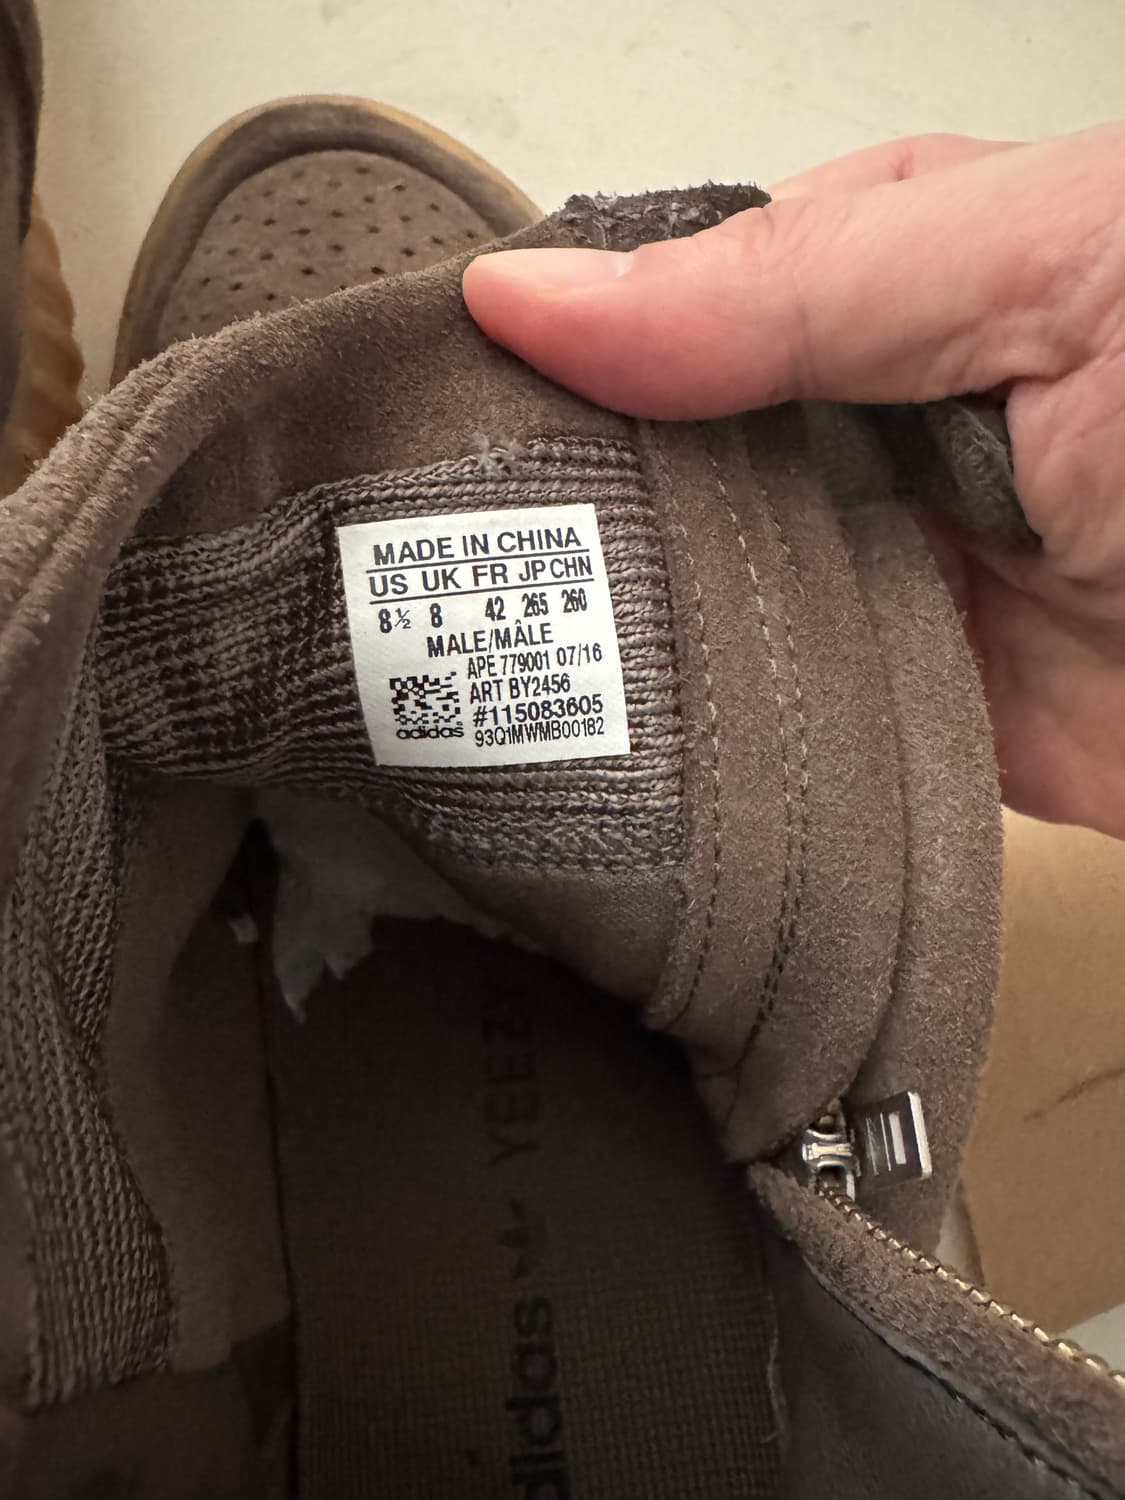 MADE IN CHINA
US UK FR JP CHN
8½ 8 42 265 260
MALE/MÂLE
APE 779001 07/16
ART BY2456
#115083605
adidas 93Q1MWMB00182
YEEZY
adidas